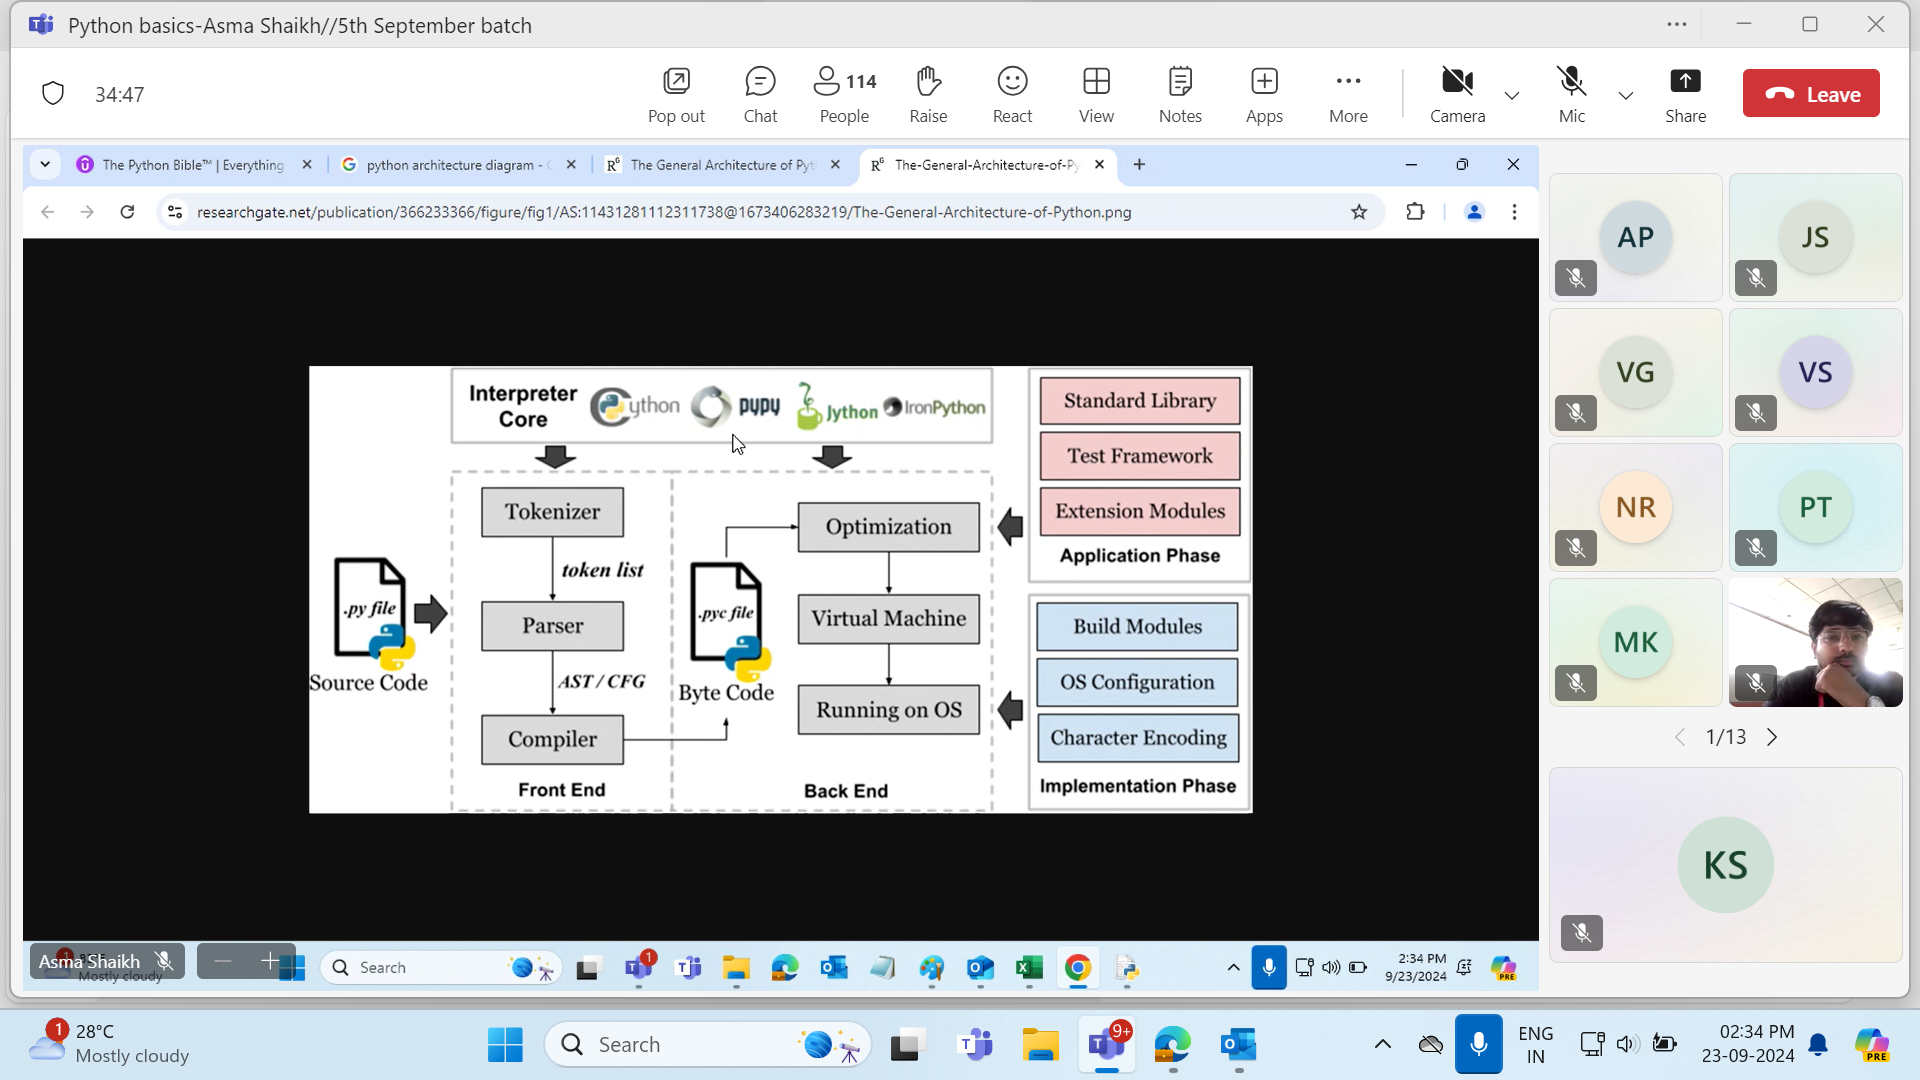 Python basics-Asma Shaikh//5th September batch
34:47
Pop out
Chat
114
People
Raise
React
View
Notes
Apps
More
Camera
Mic
Share
Leave
The Python Bible™ | Everything
python architecture diagram -
The General Architecture of Pyt
The-General-Architecture-of-Py
researchgate.net/publication/366233366/figure/fig1/AS:11431281112311738@1673406283219/The-General-Architecture-of-Python.png
Interpreter
Core
Cython
PyPy
Jython
IronPython
Tokenizer
token list
Parser
AST / CFG
Compiler
Front End
.py file
Source Code
.pyc file
Byte Code
Optimization
Virtual Machine
Running on OS
Back End
Standard Library
Test Framework
Extension Modules
Application Phase
Build Modules
OS Configuration
Character Encoding
Implementation Phase
AP
JS
VG
VS
NR
PT
MK
1/13
KS
Asma Shaikh
Mostly cloudy
Search
1
2:34 PM
9/23/2024
PRE
1
28°C
Mostly cloudy
Search
9+
ENG
IN
02:34 PM
23-09-2024
PRE